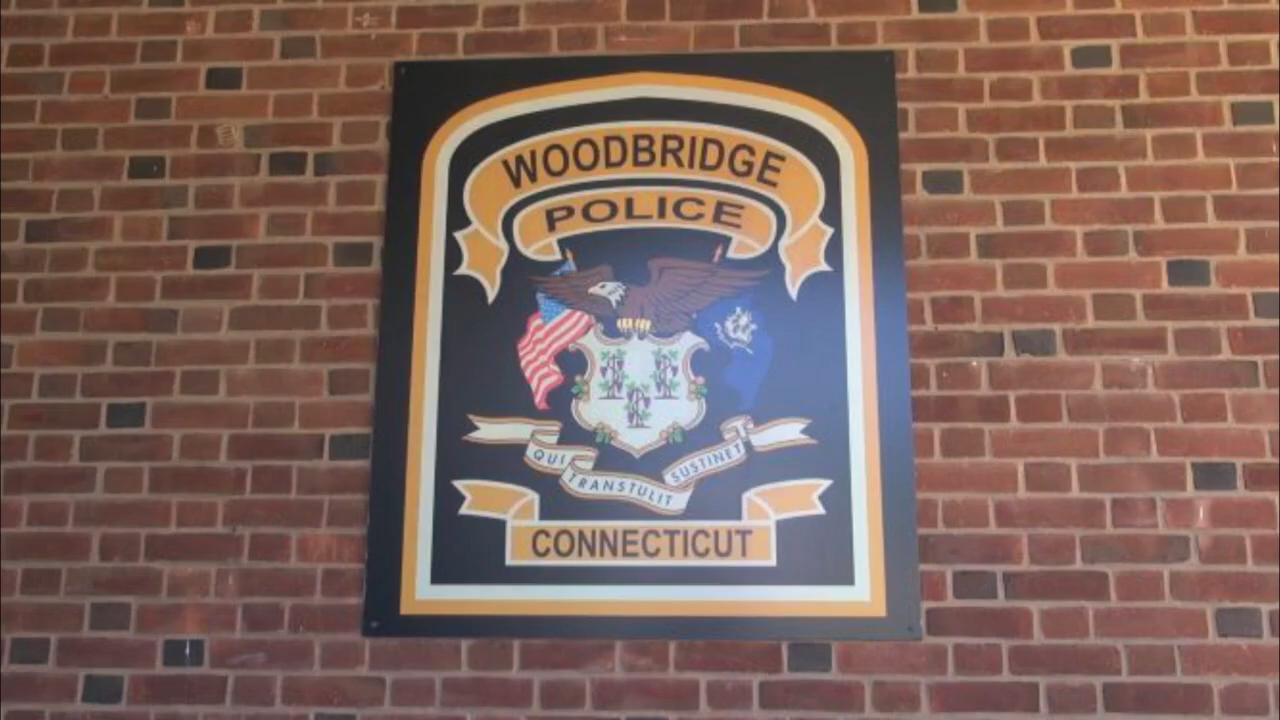 WOODBRIDGE
POLICE
QUI TRANSTULIT SUSTINET
CONNECTICUT